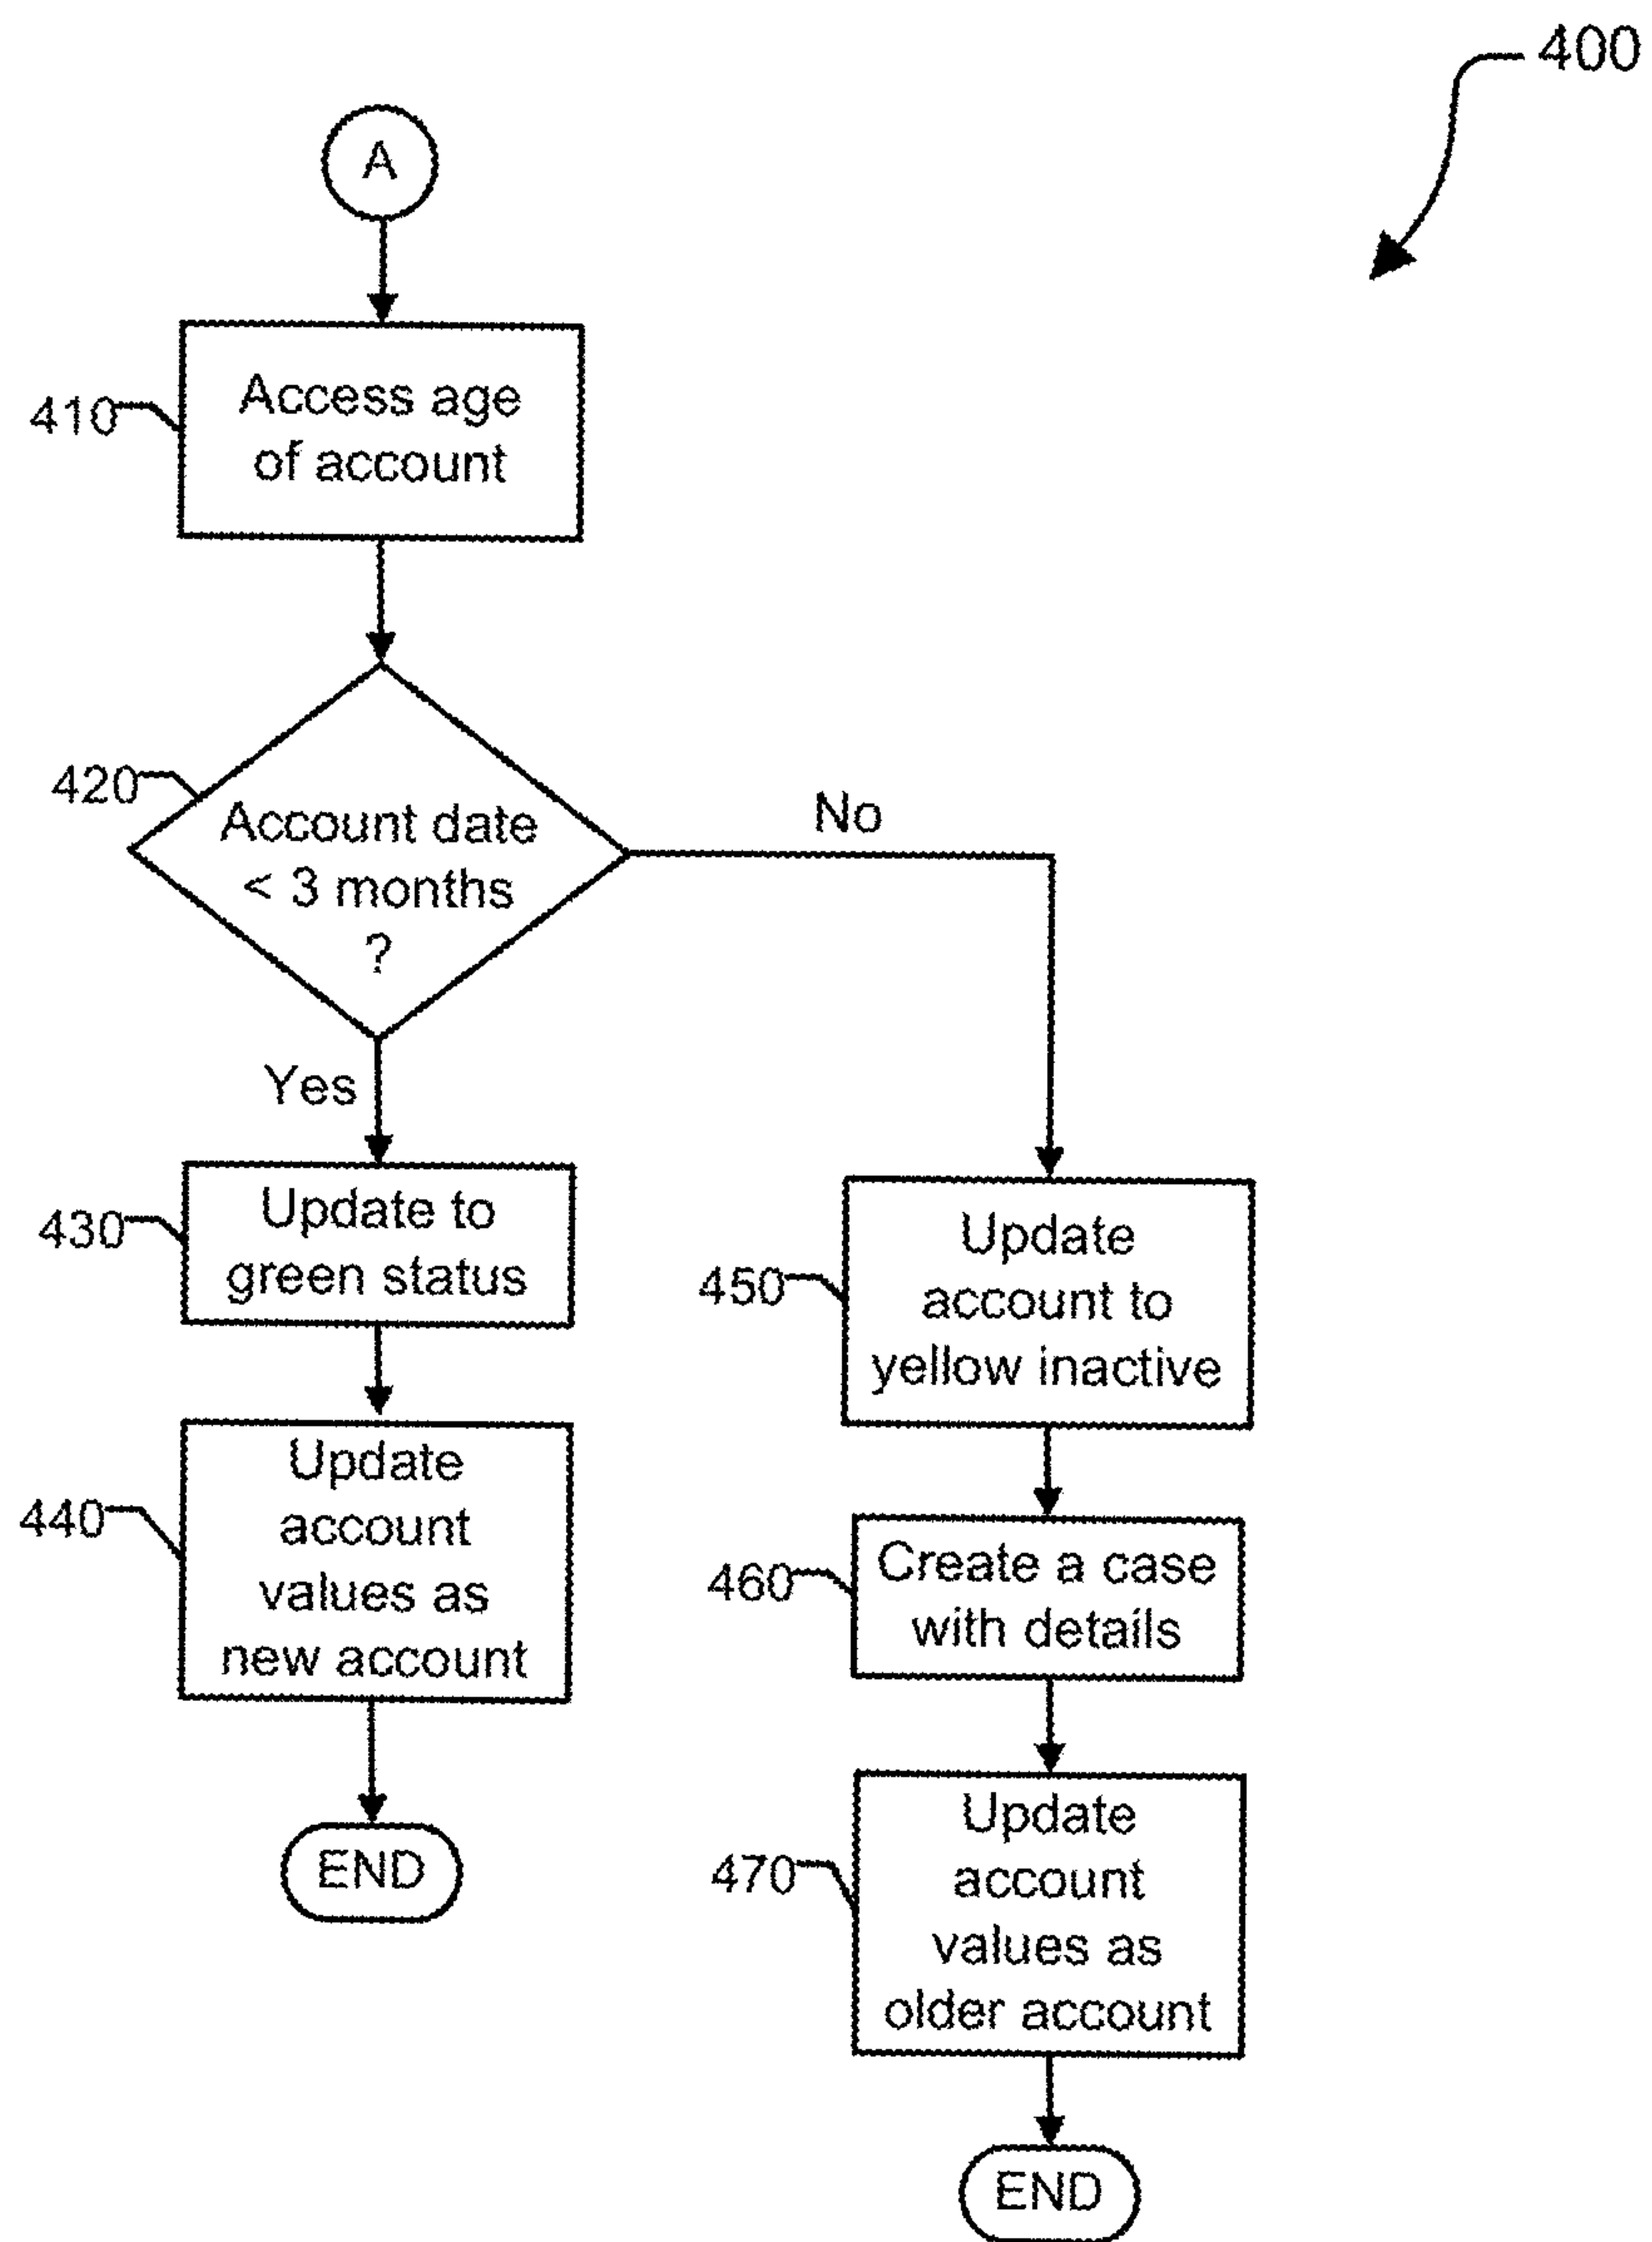 400
A
410
Access age
of account
420
Account date
< 3 months
?
No
Yes
430
Update to
green status
440
Update
account
values as
new account
END
450
Update
account to
yellow inactive
460
Create a case
with details
470
Update
account
values as
older account
END